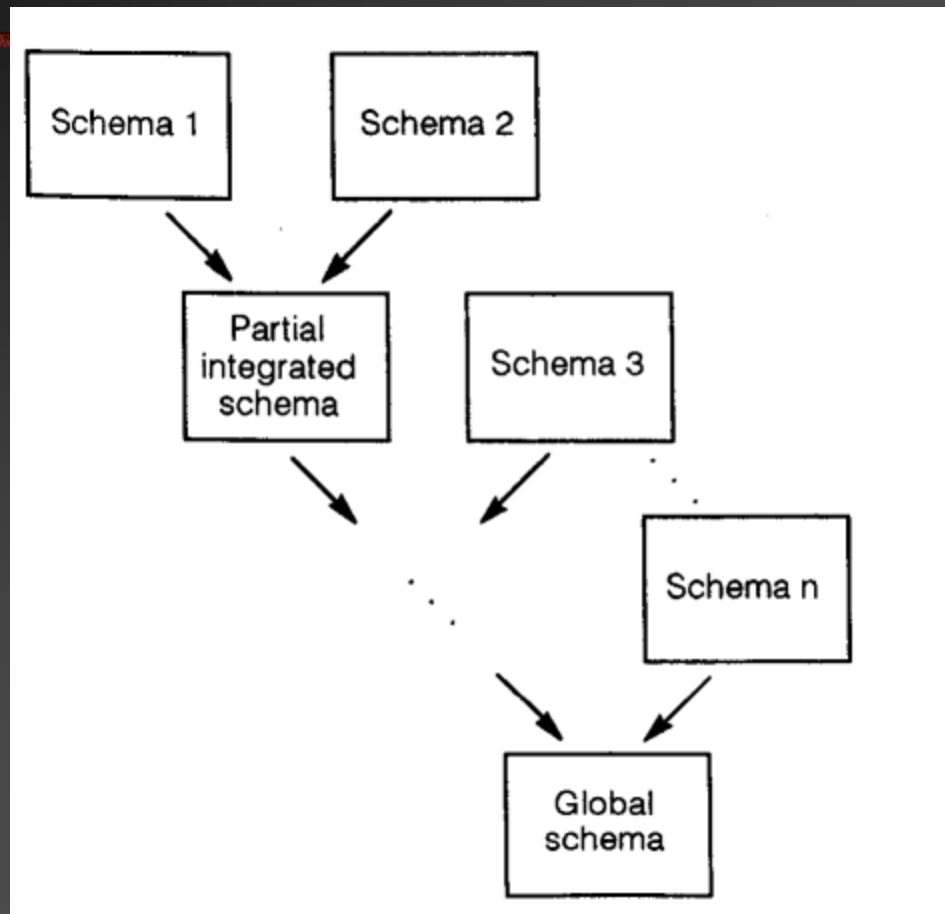 Schema 1
Schema 2
Partial
integrated
schema
Schema 3
Schema n
Global
schema